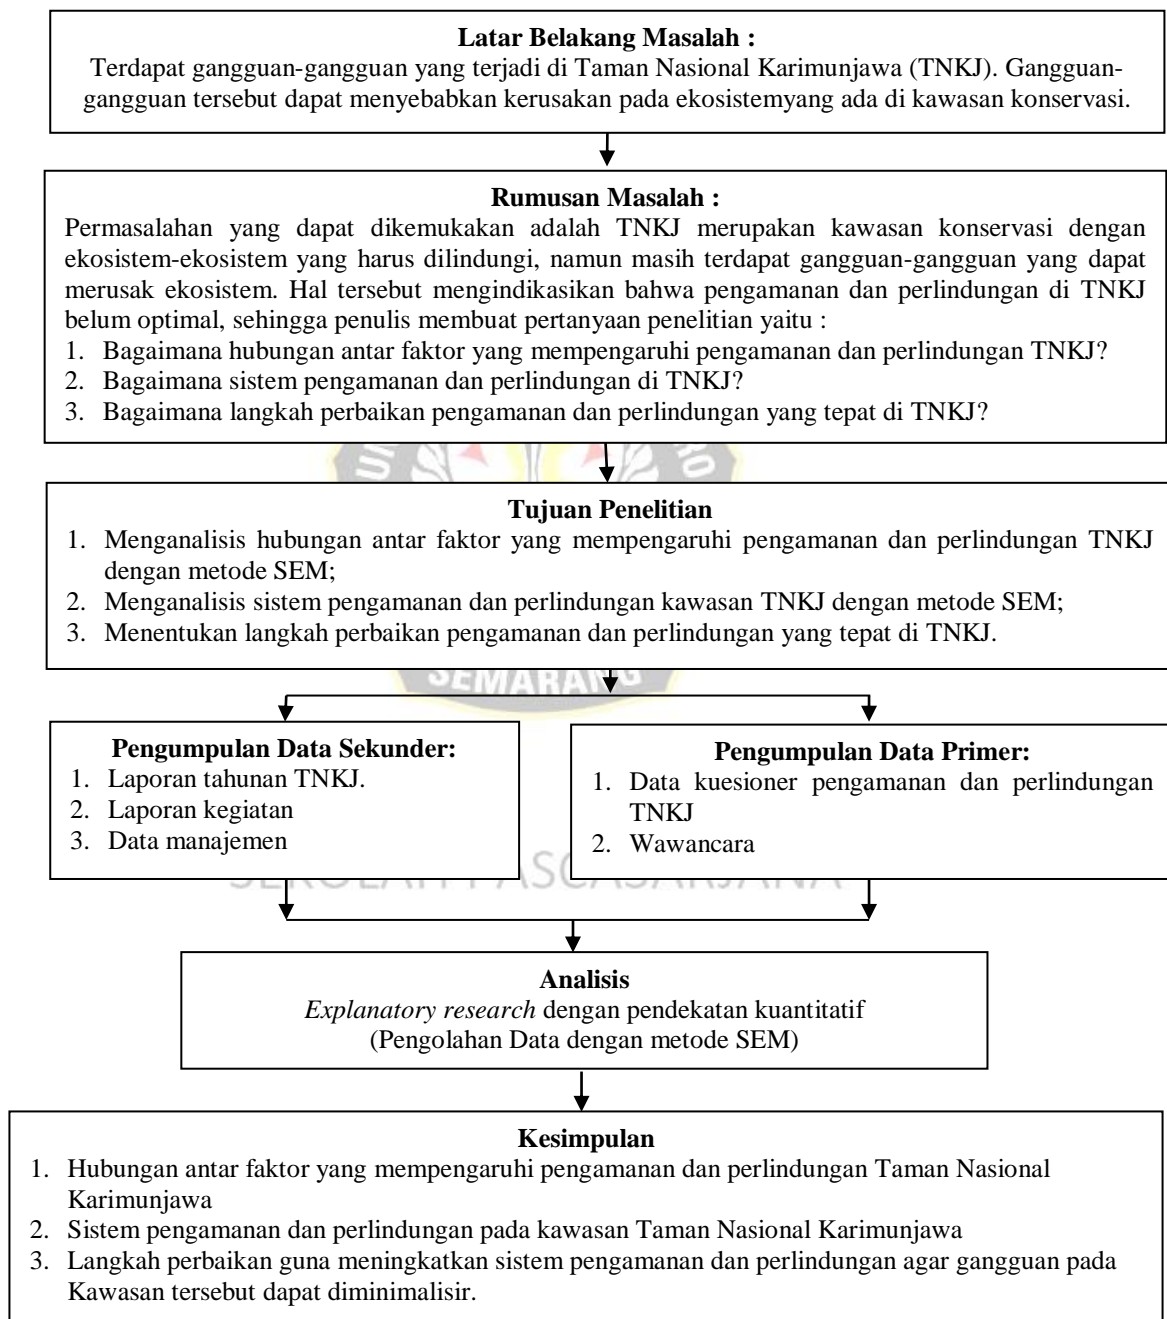 Latar Belakang Masalah :
Terdapat gangguan-gangguan yang terjadi di Taman Nasional Karimunjawa (TNKJ). Gangguan-
gangguan tersebut dapat menyebabkan kerusakan pada ekosistemyang ada di kawasan konservasi.
Rumusan Masalah :
Permasalahan yang dapat dikemukakan adalah TNKJ merupakan kawasan konservasi dengan
ekosistem-ekosistem yang harus dilindungi, namun masih terdapat gangguan-gangguan yang dapat
merusak ekosistem. Hal tersebut mengindikasikan bahwa pengamanan dan perlindungan di TNKJ
belum optimal, sehingga penulis membuat pertanyaan penelitian yaitu :
1. Bagaimana hubungan antar faktor yang mempengaruhi pengamanan dan perlindungan TNKJ?
2. Bagaimana sistem pengamanan dan perlindungan di TNKJ?
3. Bagaimana langkah perbaikan pengamanan dan perlindungan yang tepat di TNKJ?
Tujuan Penelitian
1. Menganalisis hubungan antar faktor yang mempengaruhi pengamanan dan perlindungan TNKJ
dengan metode SEM;
2. Menganalisis sistem pengamanan dan perlindungan kawasan TNKJ dengan metode SEM;
3. Menentukan langkah perbaikan pengamanan dan perlindungan yang tepat di TNKJ.
SEMARANG
Pengumpulan Data Sekunder:
1. Laporan tahunan TNKJ.
2. Laporan kegiatan
3. Data manajemen
Pengumpulan Data Primer:
1. Data kuesioner pengamanan dan perlindungan
TNKJ
2. Wawancara
SEKOLAH PASCASARJANA
Analisis
Explanatory research dengan pendekatan kuantitatif
(Pengolahan Data dengan metode SEM)
Kesimpulan
1. Hubungan antar faktor yang mempengaruhi pengamanan dan perlindungan Taman Nasional
Karimunjawa
2. Sistem pengamanan dan perlindungan pada kawasan Taman Nasional Karimunjawa
3. Langkah perbaikan guna meningkatkan sistem pengamanan dan perlindungan agar gangguan pada
Kawasan tersebut dapat diminimalisir.